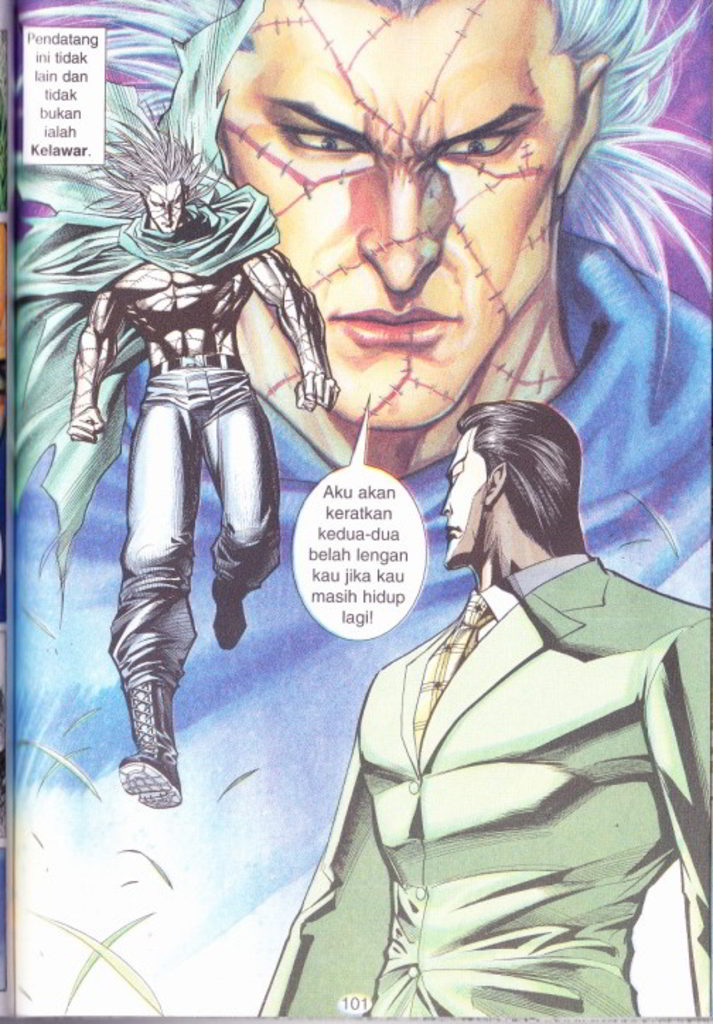 Pendatang
ini tidak
lain dan
tidak
bukan
ialah
Kelawar.
Aku akan
keratkan
kedua-dua
belah lengan
kau jika kau
masih hidup
lagi!
101